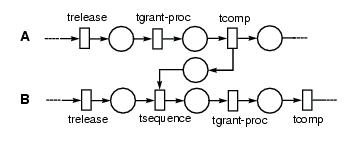 trelease tgrant-proc tcomp
A
B
trelease tsequence tgrant-proc tcomp